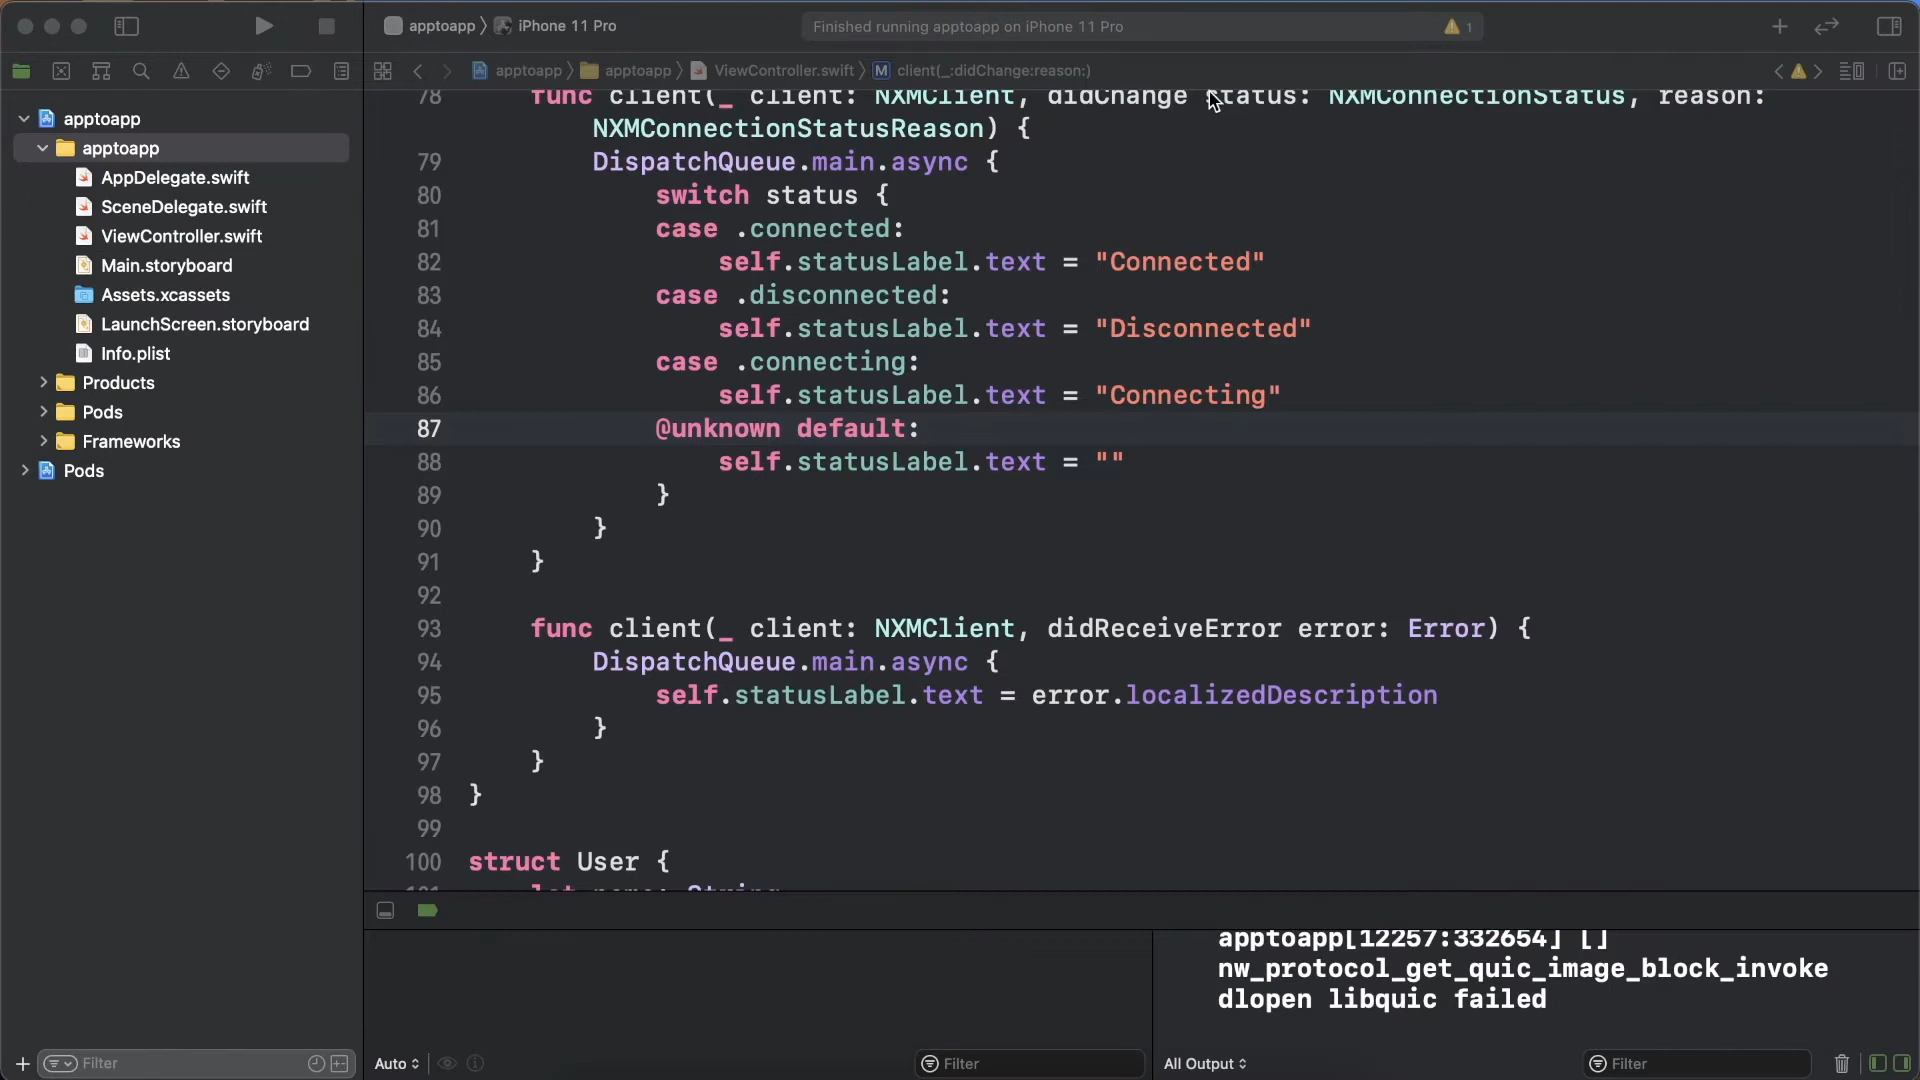 apptoapp 〉 iPhone 11 Pro
Finished running apptoapp on iPhone 11 Pro
1
apptoapp 〉 apptoapp 〉 ViewController.swift 〉 M client(_:didChange:reason:)
apptoapp
apptoapp
AppDelegate.swift
SceneDelegate.swift
ViewController.swift
Main.storyboard
Assets.xcassets
LaunchScreen.storyboard
Info.plist
Products
Pods
Frameworks
Pods
78 func client(_ client: NXMClient, didChange status: NXMConnectionStatus, reason:
NXMConnectionStatusReason) {
79 DispatchQueue.main.async {
80 switch status {
81 case .connected:
82 self.statusLabel.text = "Connected"
83 case .disconnected:
84 self.statusLabel.text = "Disconnected"
85 case .connecting:
86 self.statusLabel.text = "Connecting"
87 @unknown default:
88 self.statusLabel.text = ""
89 }
90 }
91 }
92
93 func client(_ client: NXMClient, didReceiveError error: Error) {
94 DispatchQueue.main.async {
95 self.statusLabel.text = error.localizedDescription
96 }
97 }
98 }
99
100 struct User {
101 let name: String
apptoapp[12257:332654] []
nw_protocol_get_quic_image_block_invoke
dlopen libquic failed
Filter
Auto
Filter
All Output
Filter